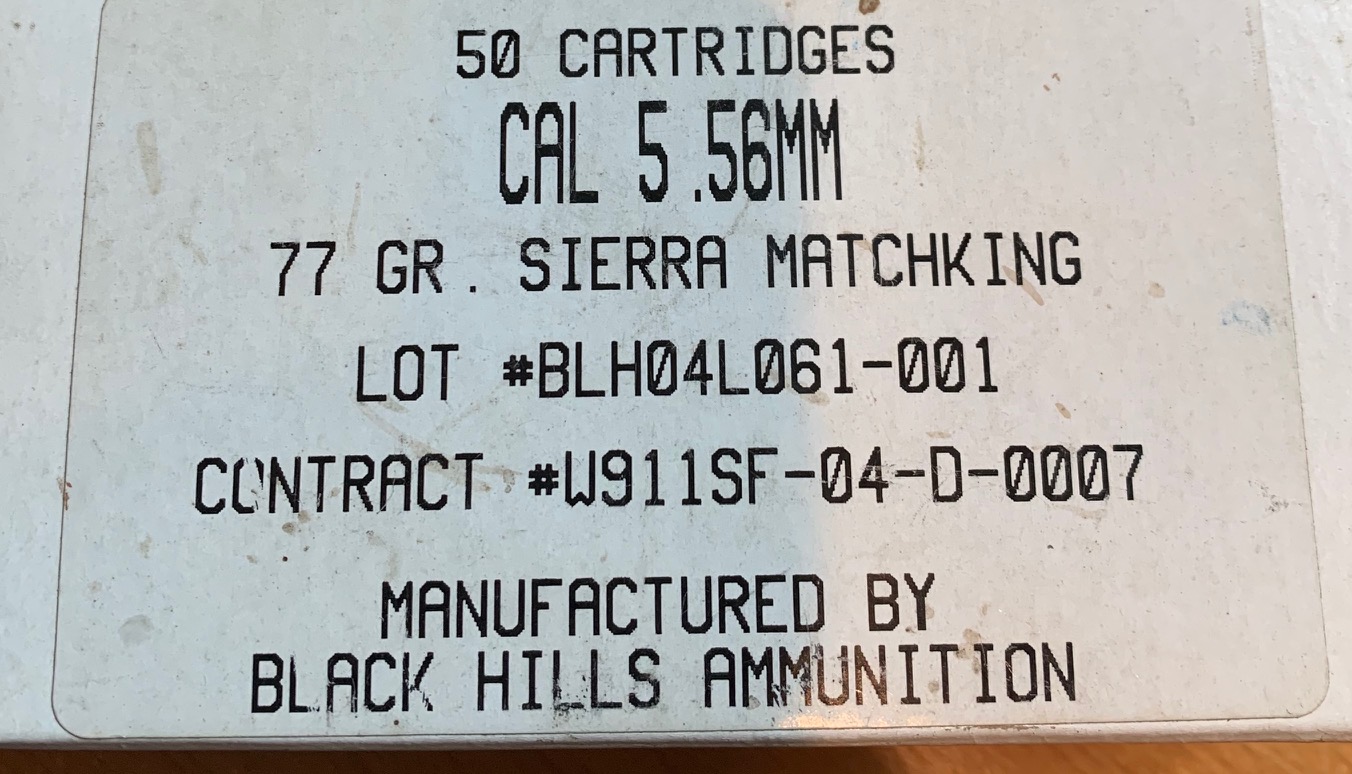 50 CARTRIDGES
CAL 5.56MM
77 GR. SIERRA MATCHKING
LOT #BLH04L061-001
CONTRACT #W911SF-04-D-0007
MANUFACTURED BY
BLACK HILLS AMMUNITION